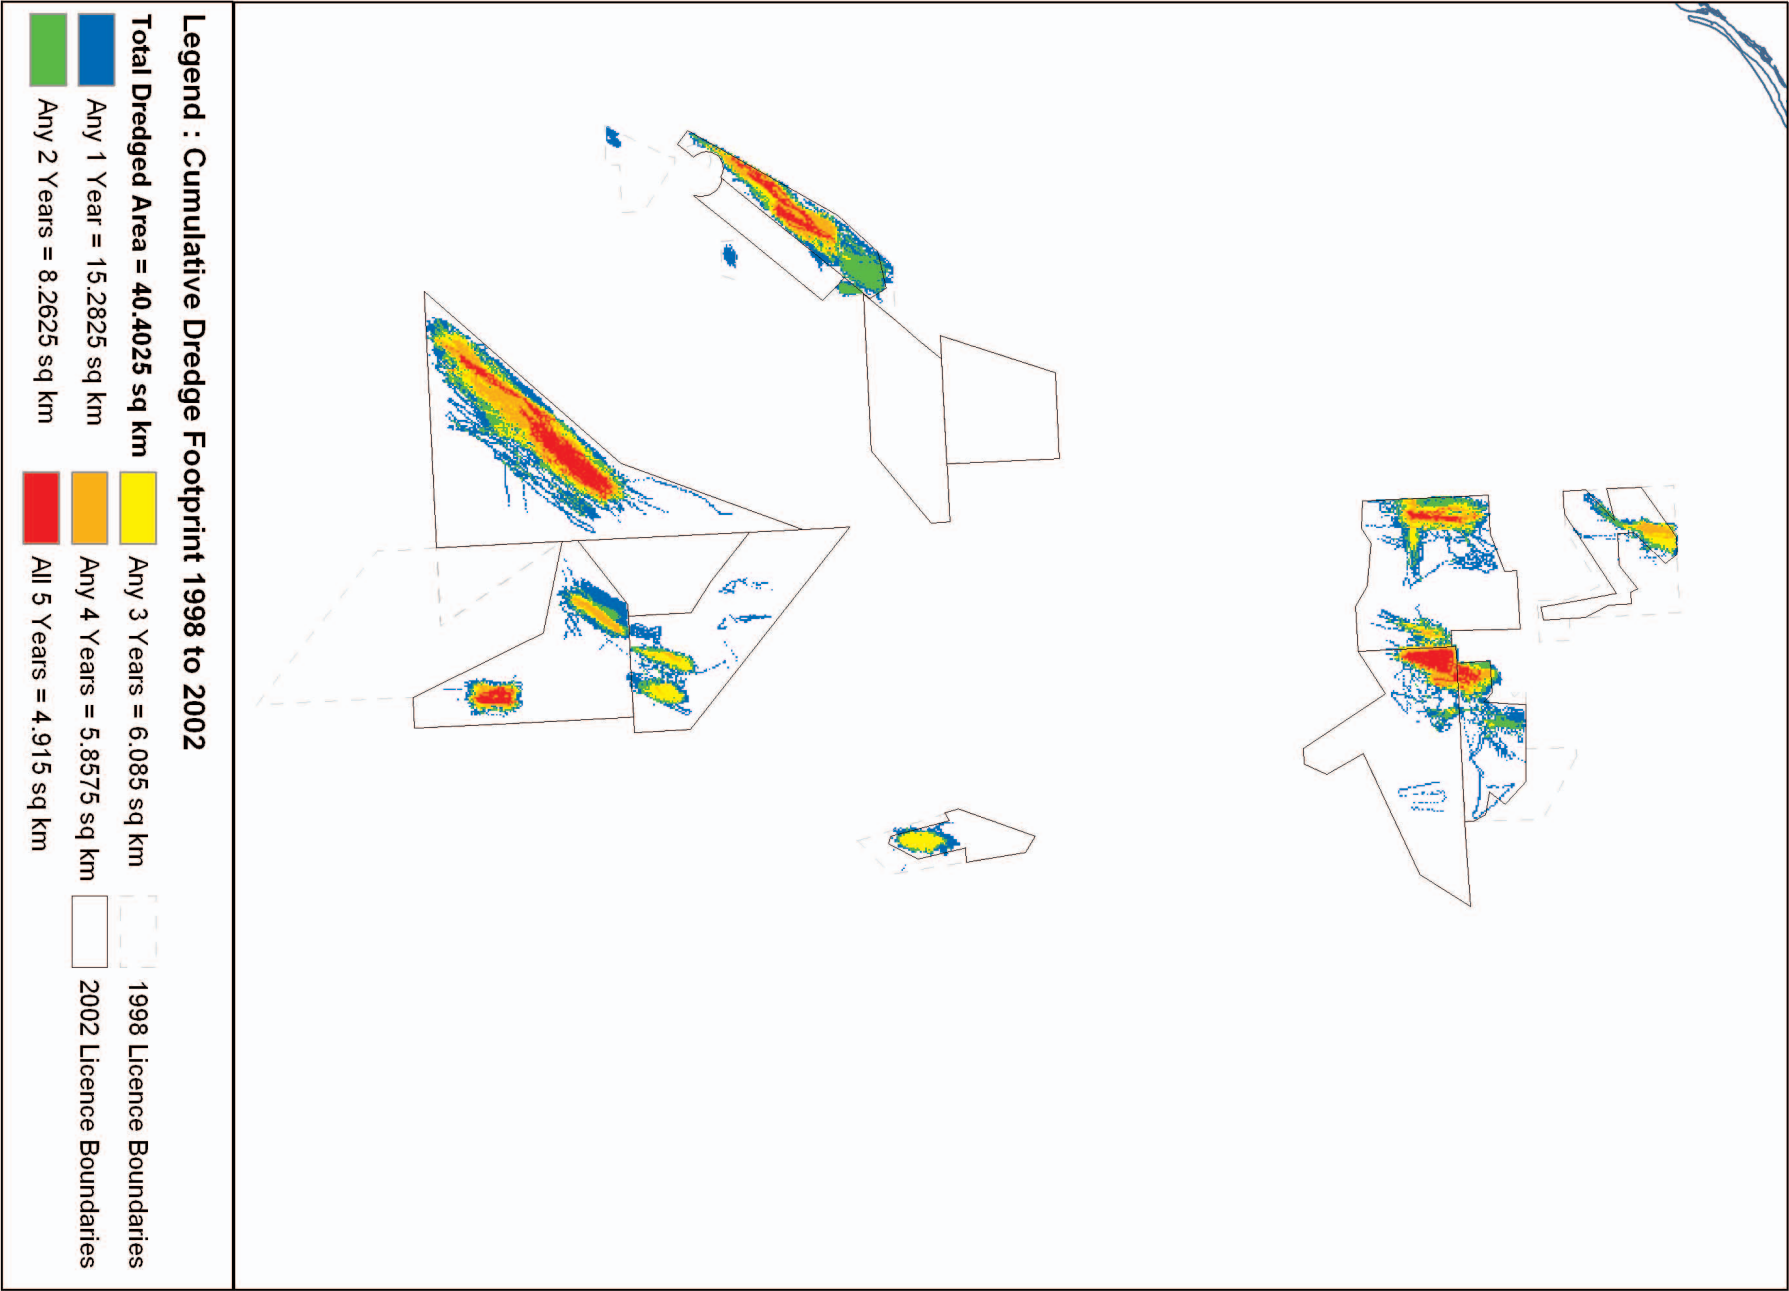 Legend : Cumulative Dredge Footprint 1998 to 2002
Total Dredged Area = 40.4025 sq km
Any 1 Year = 15.2825 sq km
Any 2 Years = 8.2625 sq km
Any 3 Years = 6.085 sq km
Any 4 Years = 5.8575 sq km
All 5 Years = 4.915 sq km
1998 Licence Boundaries
2002 Licence Boundaries